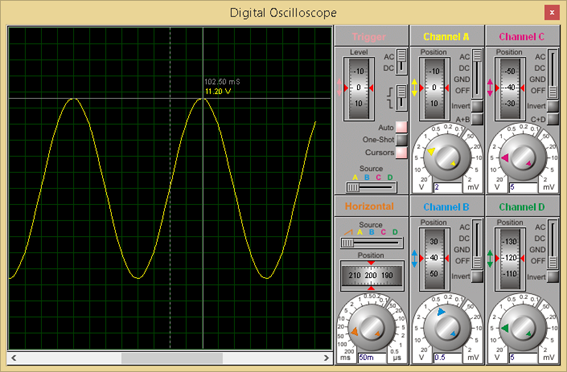 Digital Oscilloscope
x
102.50 mS
11.20 V
Trigger
Level
-10
0
10
AC
DC
Auto
One-Shot
Cursors
Source
A B C D
Channel A
Position
-10
0
10
AC
DC
GND
OFF
Invert
A+B
V
2
mV
Channel C
Position
-50
-40
-30
AC
DC
GND
OFF
Invert
C+D
V
5
mV
Horizontal
Source
A B C D
Position
210 200 190
ms
50m
µs
Channel B
Position
30
40
50
AC
DC
GND
OFF
Invert
V
0.5
mV
Channel D
Position
-130
-120
-110
AC
DC
GND
OFF
Invert
V
5
mV